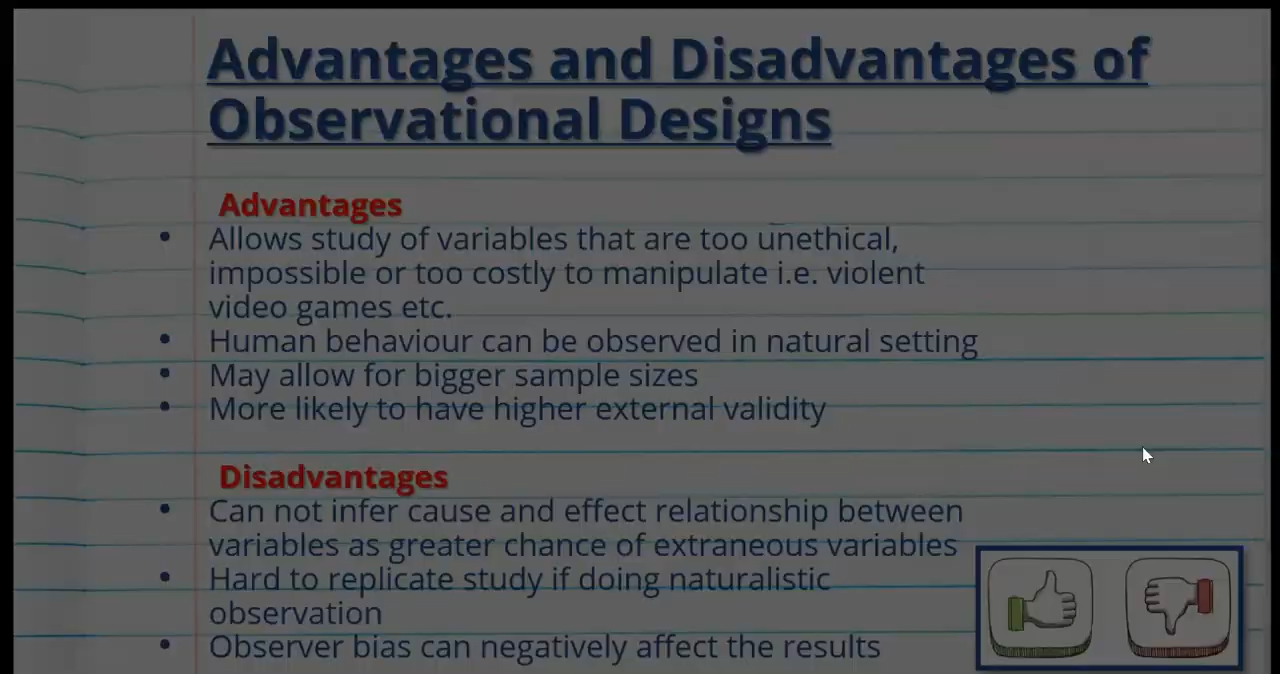 Advantages and Disadvantages of
Observational Designs
Advantages
• Allows study of variables that are too unethical,
impossible or too costly to manipulate i.e. violent
video games etc.
• Human behaviour can be observed in natural setting
• May allow for bigger sample sizes
• More likely to have higher external validity
Disadvantages
• Can not infer cause and effect relationship between
variables as greater chance of extraneous variables
• Hard to replicate study if doing naturalistic
observation
• Observer bias can negatively affect the results